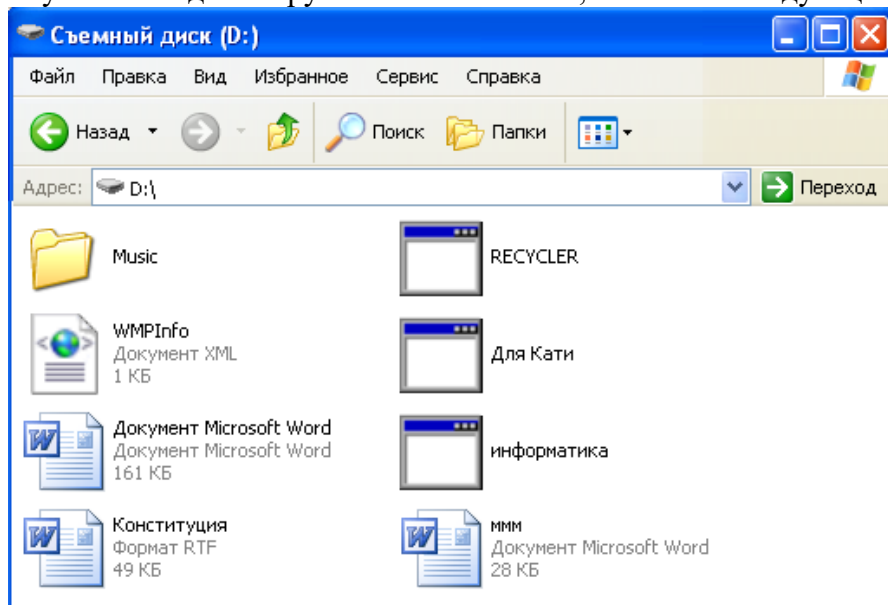 Съемный диск (D:)
Файл Правка Вид Избранное Сервис Справка
Назад Поиск Папки
Адрес: D:\ Переход
Music
RECYCLER
WMPInfo
Документ XML
1 КБ
Для Кати
Документ Microsoft Word
Документ Microsoft Word
161 КБ
информатика
Конституция
Формат RTF
49 КБ
ммм
Документ Microsoft Word
28 КБ